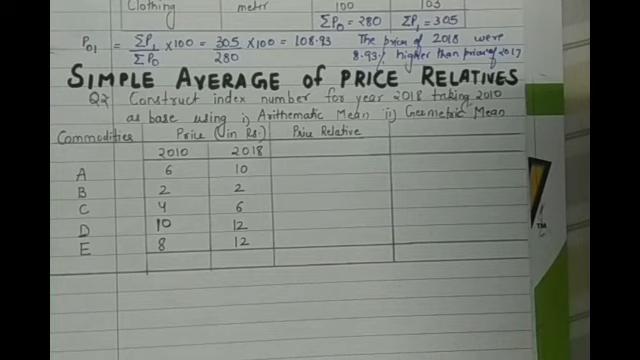 Clothing meter 100 103
ΣP0 = 280 ΣP1 = 305
P01 = ΣP1/ΣP0 × 100 = 305/280 × 100 = 108.93 The price of 2018 were
8.93% higher than price of 2017
SIMPLE AVERAGE of PRICE RELATIVES
Q2 Construct index number for year 2018 taking 2010
as base using i) Arithematic Mean ii) Geometric Mean
Commodities Price (in Rs.) Price Relative
2010 2018
A 6 10
B 2 2
C 4 6
D 10 12
E 8 12
TM